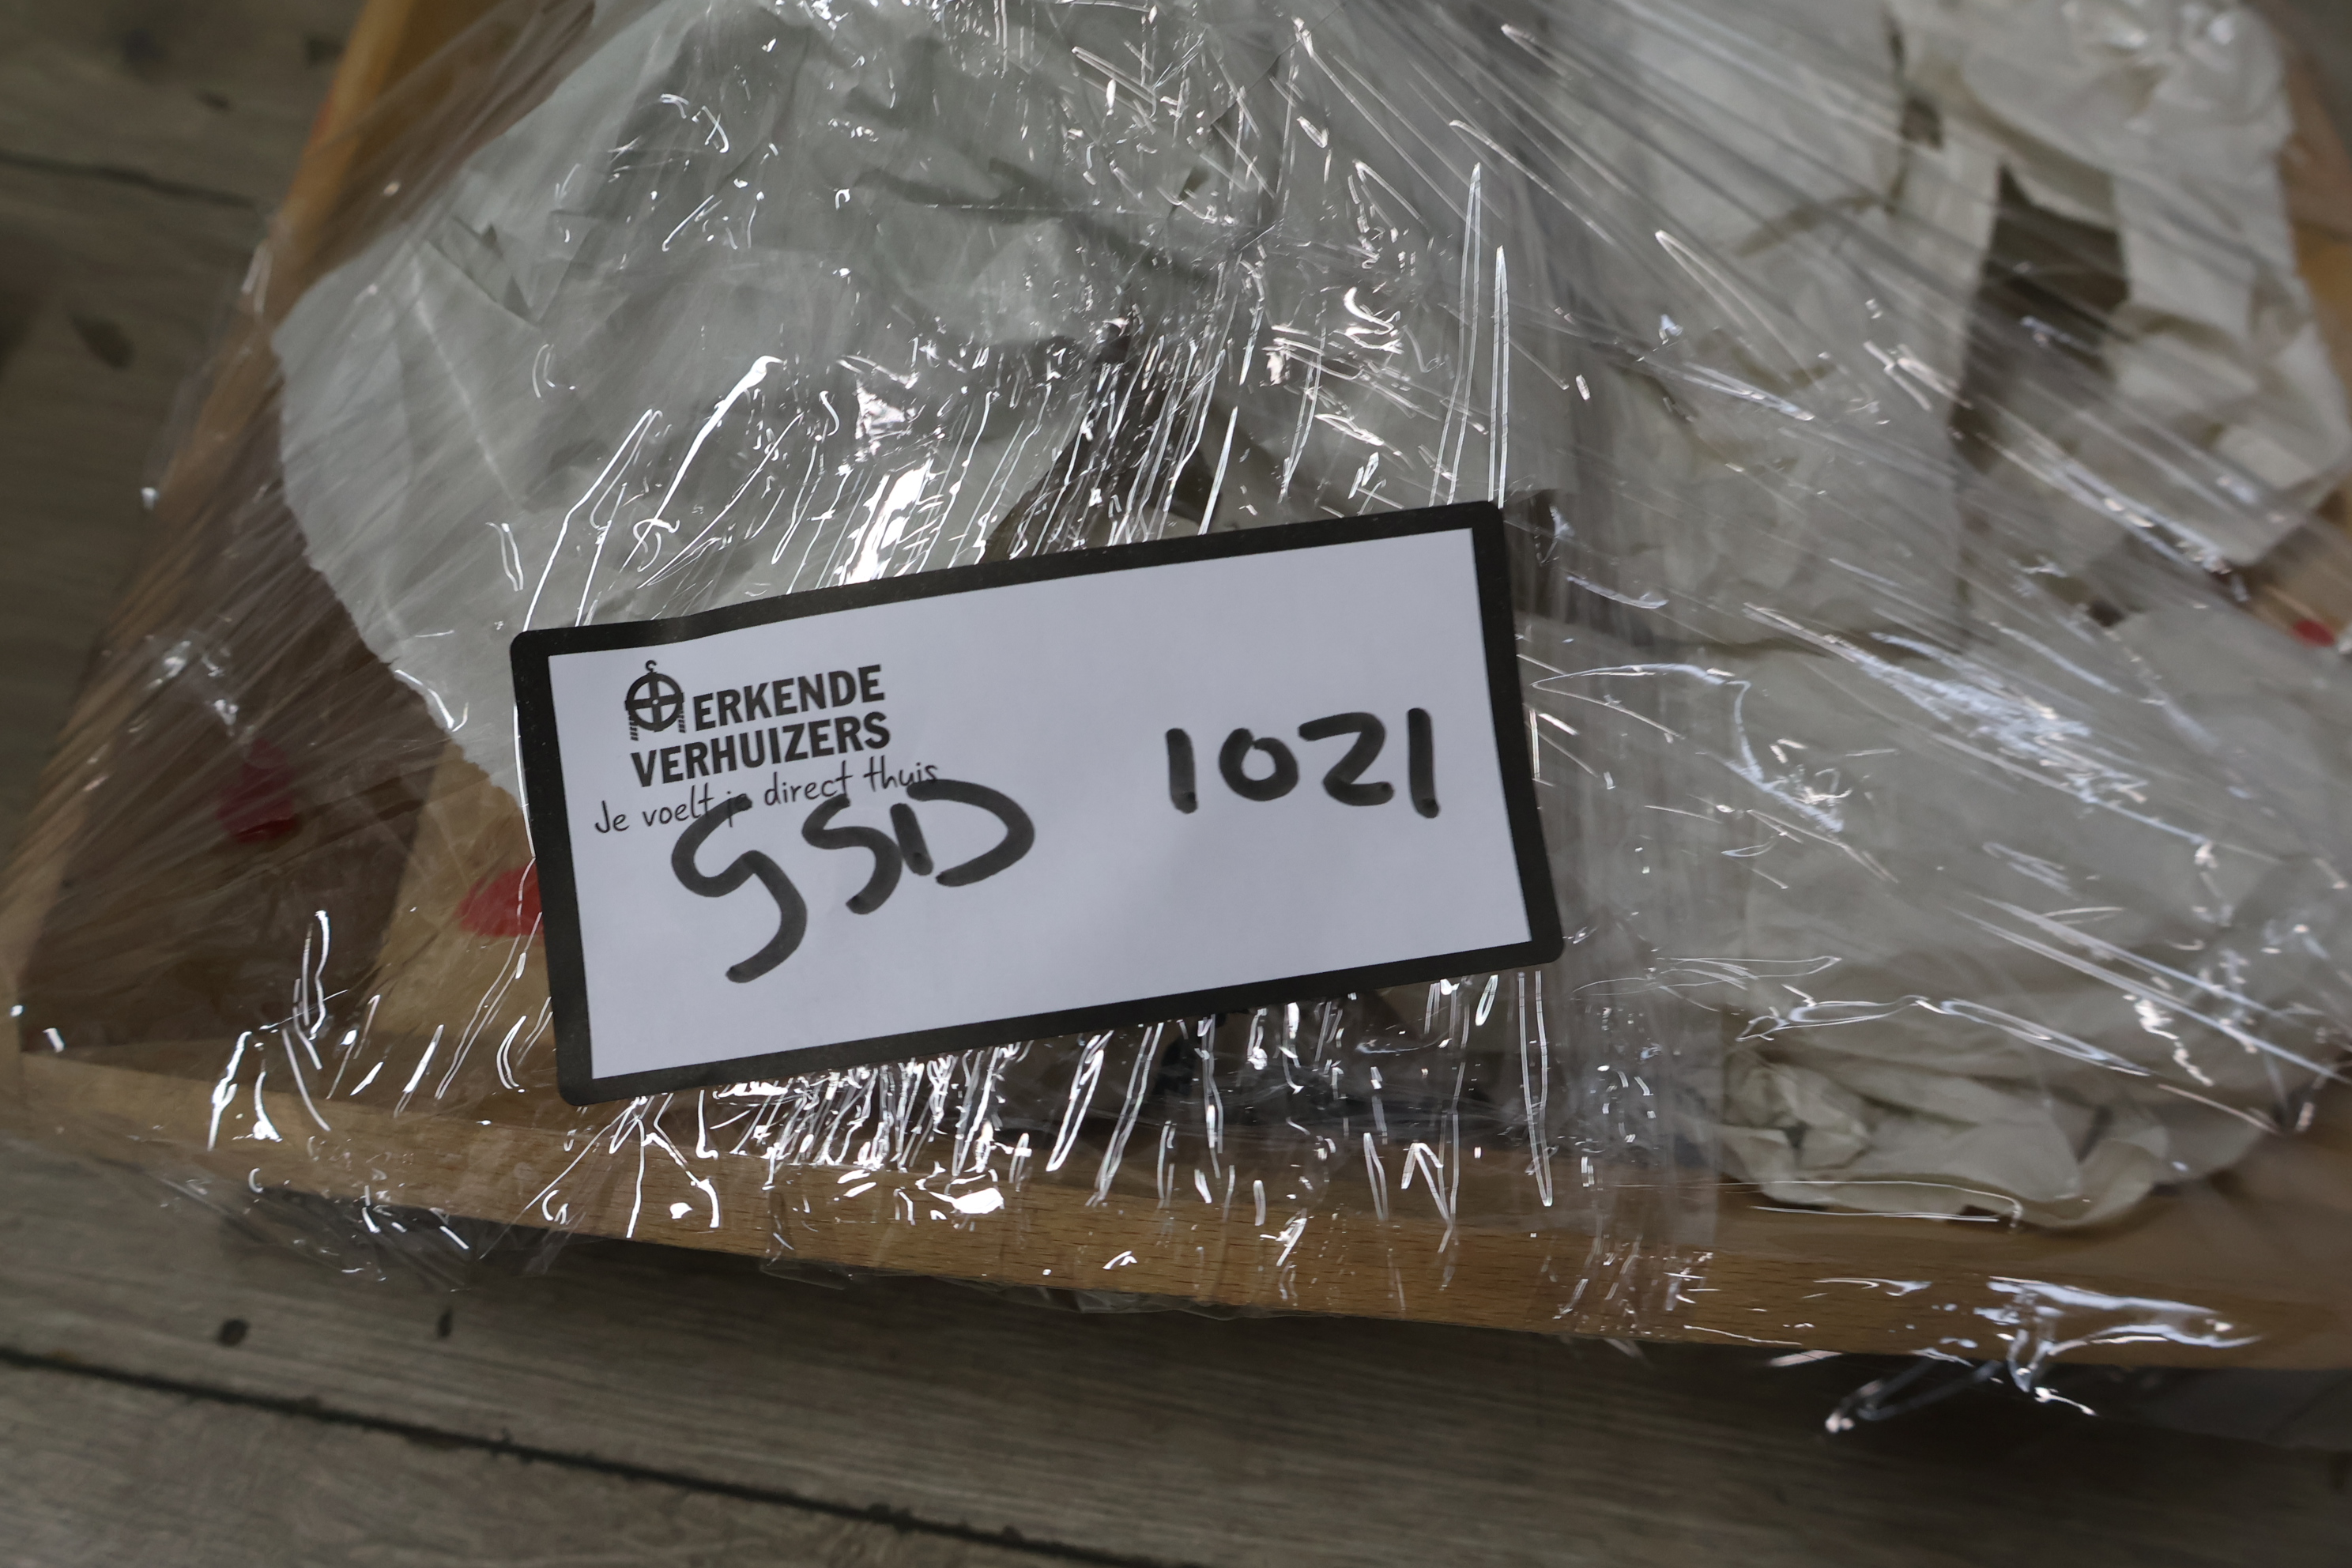 ERKENDE
VERHUIZERS
Je voelt je direct thuis
GSD 1021